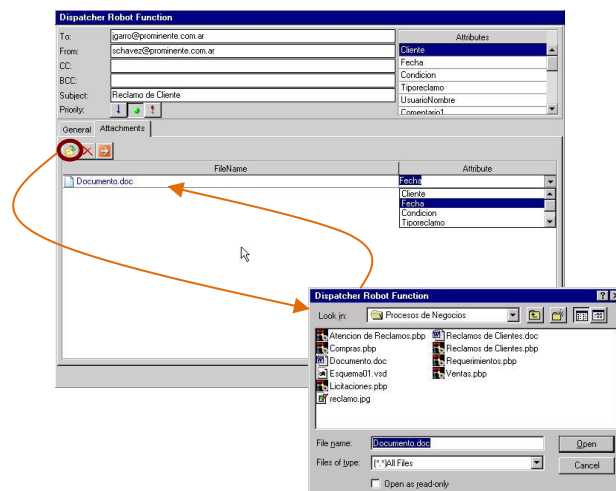 Dispatcher Robot Function
To: jgarro@prominente.com.ar
From: schavez@prominente.com.ar
CC:
BCC:
Subject: Reclamo de Cliente
Priority:
Attributes
Cliente
Fecha
Condicion
Tiporeclamo
UsuarioNombre
Comentario1
General Attachments
FileName Attribute
Documento.doc Fecha
Cliente
Fecha
Condicion
Tiporeclamo
Dispatcher Robot Function
Look in: Procesos de Negocios
Atencion de Reclamos.pbp Reclamos de Clientes.doc
Compras.pbp Reclamos de Clientes.pbp
Documento.doc Requerimientos.pbp
Esquema01.vsd Ventas.pbp
Licitaciones.pbp
reclamo.jpg
File name: Documento.doc Open
Files of type: (*.*)All Files Cancel
Open as read-only